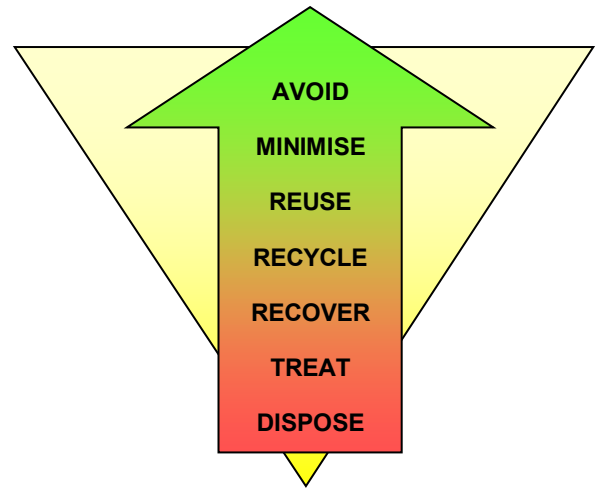 AVOID
MINIMISE
REUSE
RECYCLE
RECOVER
TREAT
DISPOSE